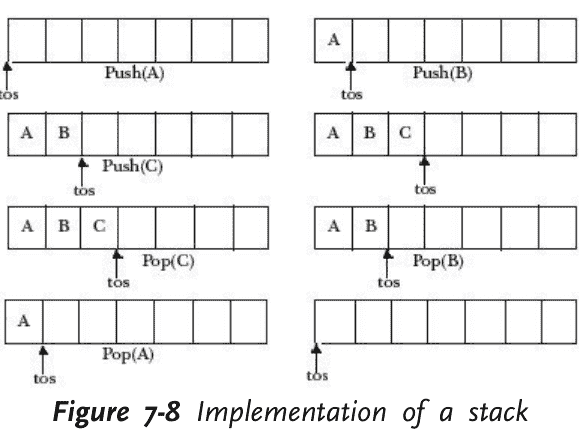 A
Push(A) Push(B)
tos tos
A B A B C
Push(C)
tos tos
A B C A B
Pop(C) Pop(B)
tos tos
A
Pop(A)
tos tos
Figure 7-8 Implementation of a stack